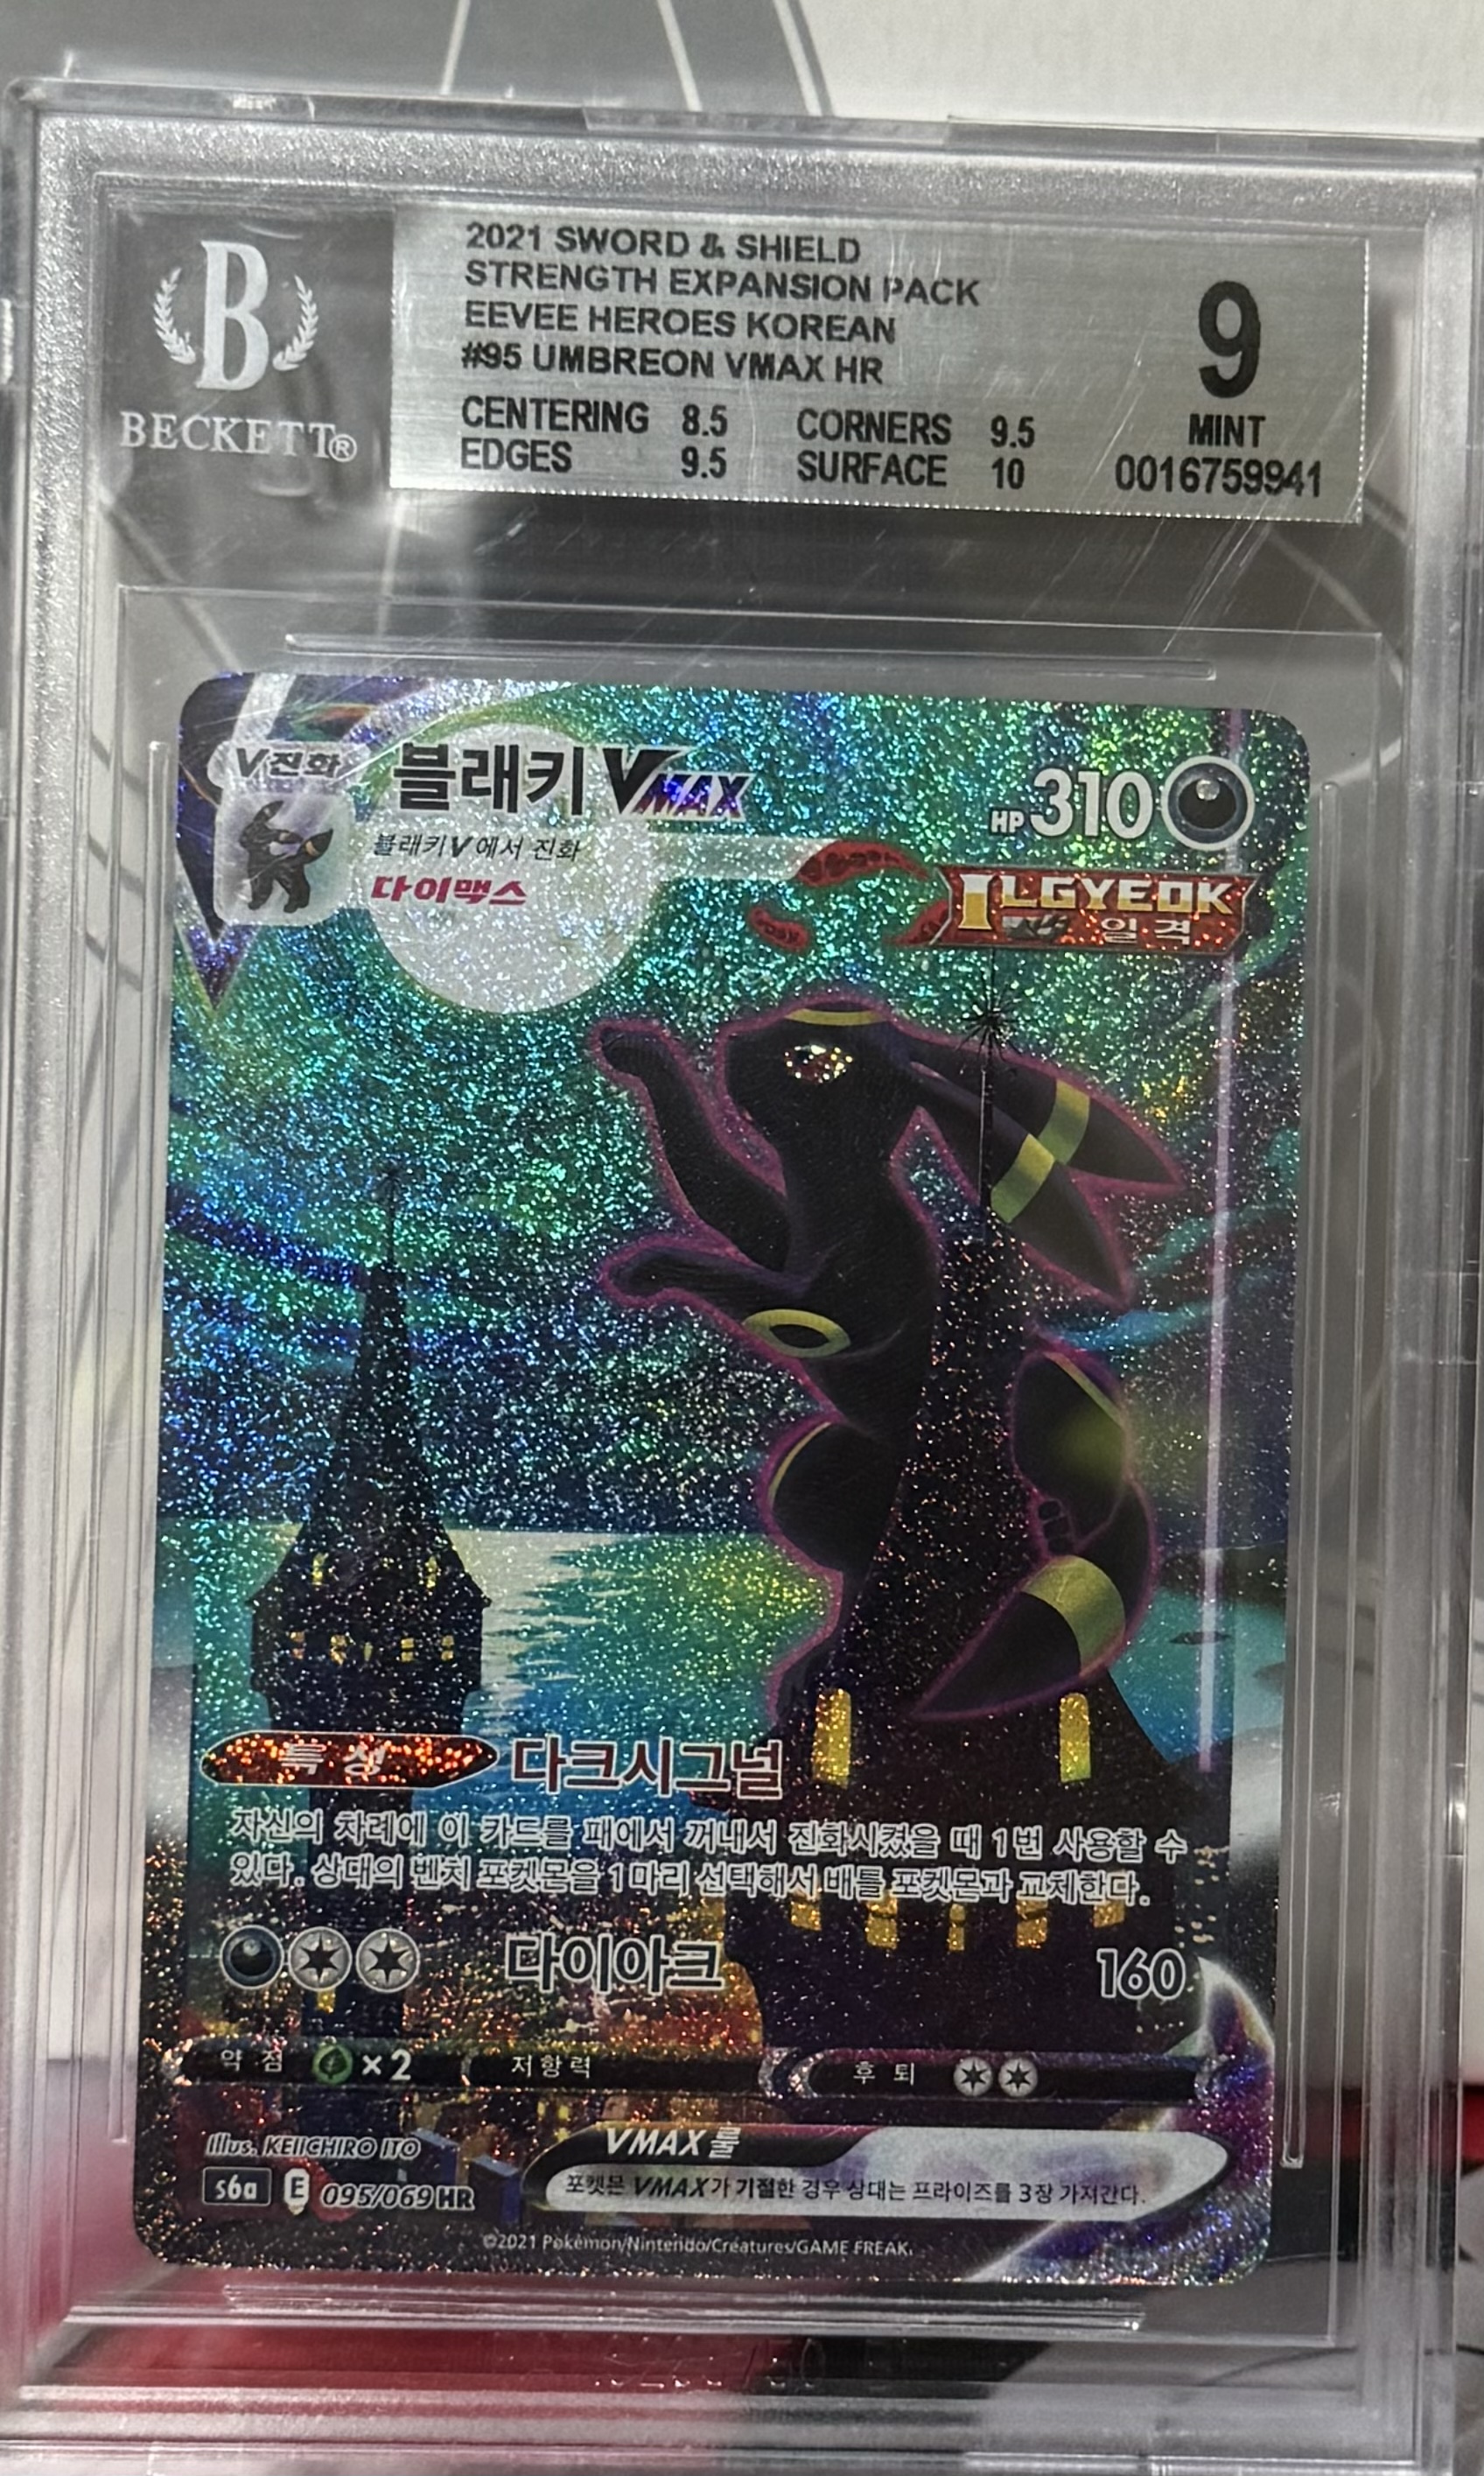 B
BECKETT®
2021 SWORD & SHIELD
STRENGTH EXPANSION PACK
EEVEE HEROES KOREAN
#95 UMBREON VMAX HR
CENTERING 8.5 CORNERS 9.5
EDGES 9.5 SURFACE 10
9
MINT
0016759941
V진화 블래키 VMAX HP 310
블래키V에서 진화
다이맥스
ILGYEOK
일격
특성 다크시그널
자신의 차례에 이 카드를 패에서 꺼내서 진화시켰을 때 1번 사용할 수
있다. 상대의 벤치 포켓몬을 1마리 선택해서 배틀 포켓몬과 교체한다.
다이아크 160
약점 ×2 저항력 후퇴
Illus. KEIICHIRO ITO
VMAX 룰
포켓몬 VMAX가 기절한 경우 상대는 프라이즈를 3장 가져간다.
s6a E 095/069 HR
©2021 Pokémon/Nintendo/Creatures/GAME FREAK.